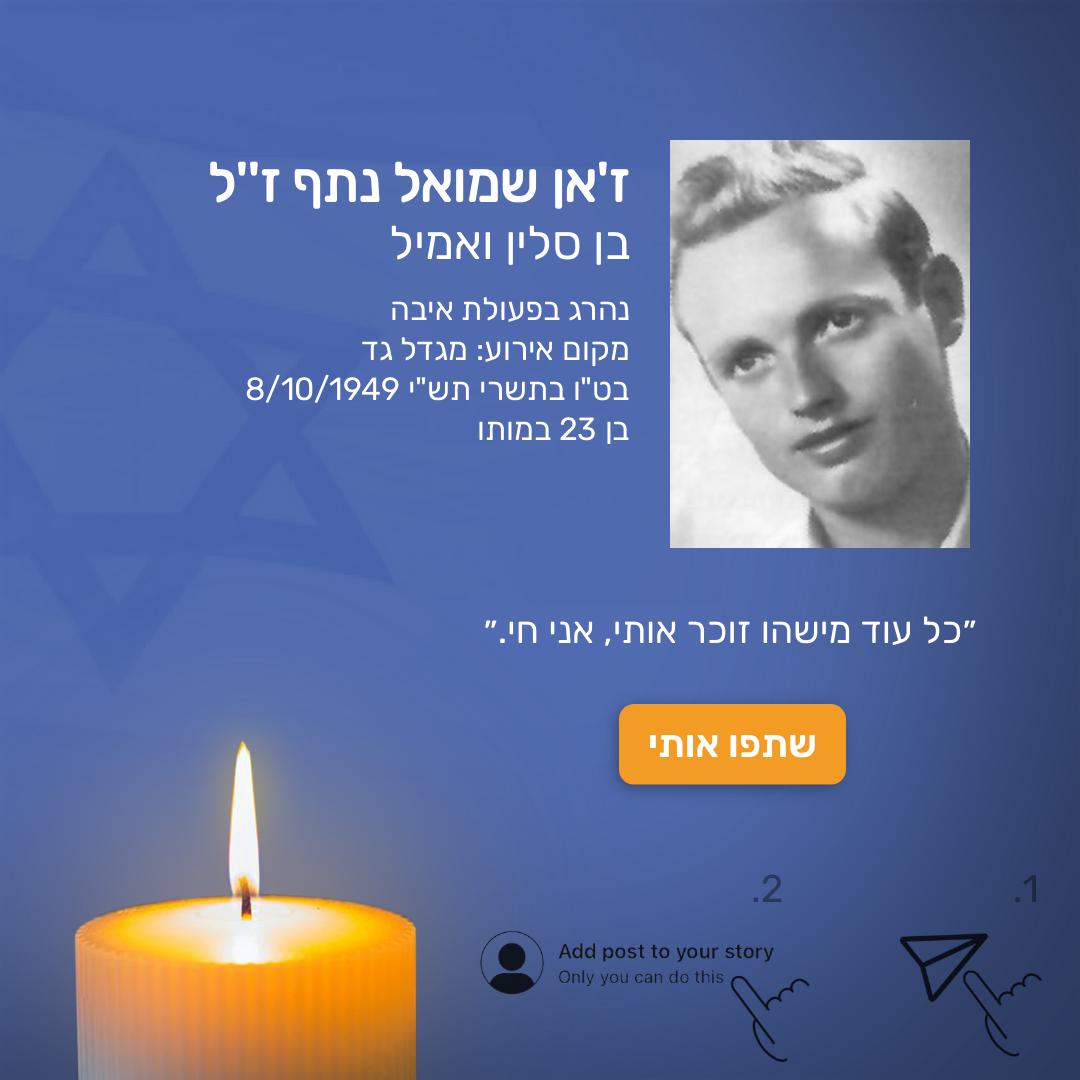 ז'אן שמואל נתף ז''ל
בן סלין ואמיל
נהרג בפעולת איבה
מקום אירוע: מגדל גד
בט"ו בתשרי תש"י 8/10/1949
בן 23 במותו
״כל עוד מישהו זוכר אותי, אני חי.״
שתפו אותי
1.
2.
Add post to your story
Only you can do this